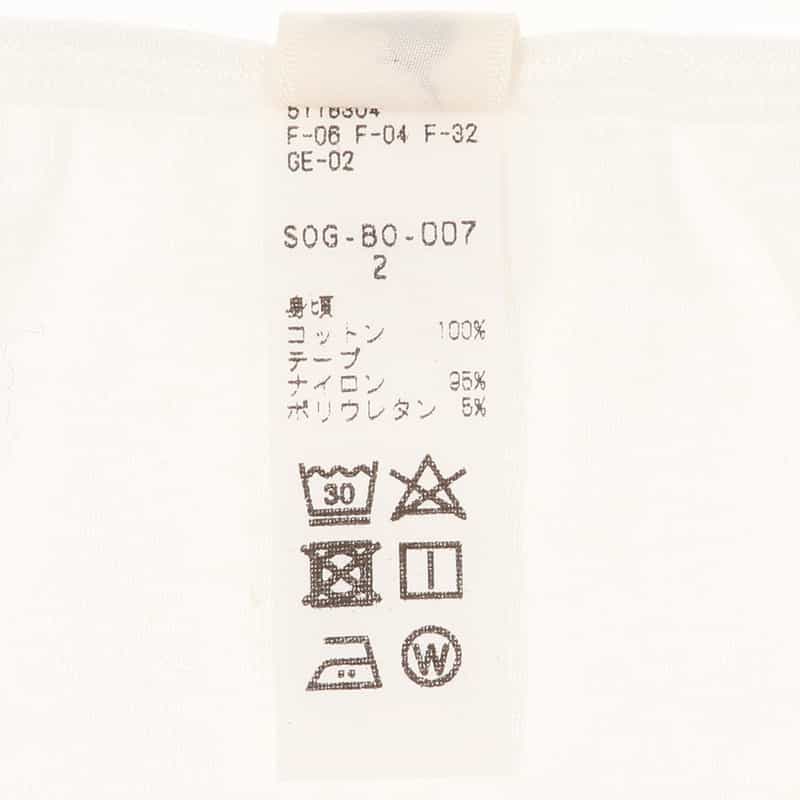 5118304
F-06 F-04 F-32
GE-02
SOG-BO-007
2
身頃
コットン 100%
テープ
ナイロン 95%
ポリウレタン 5%
30
W